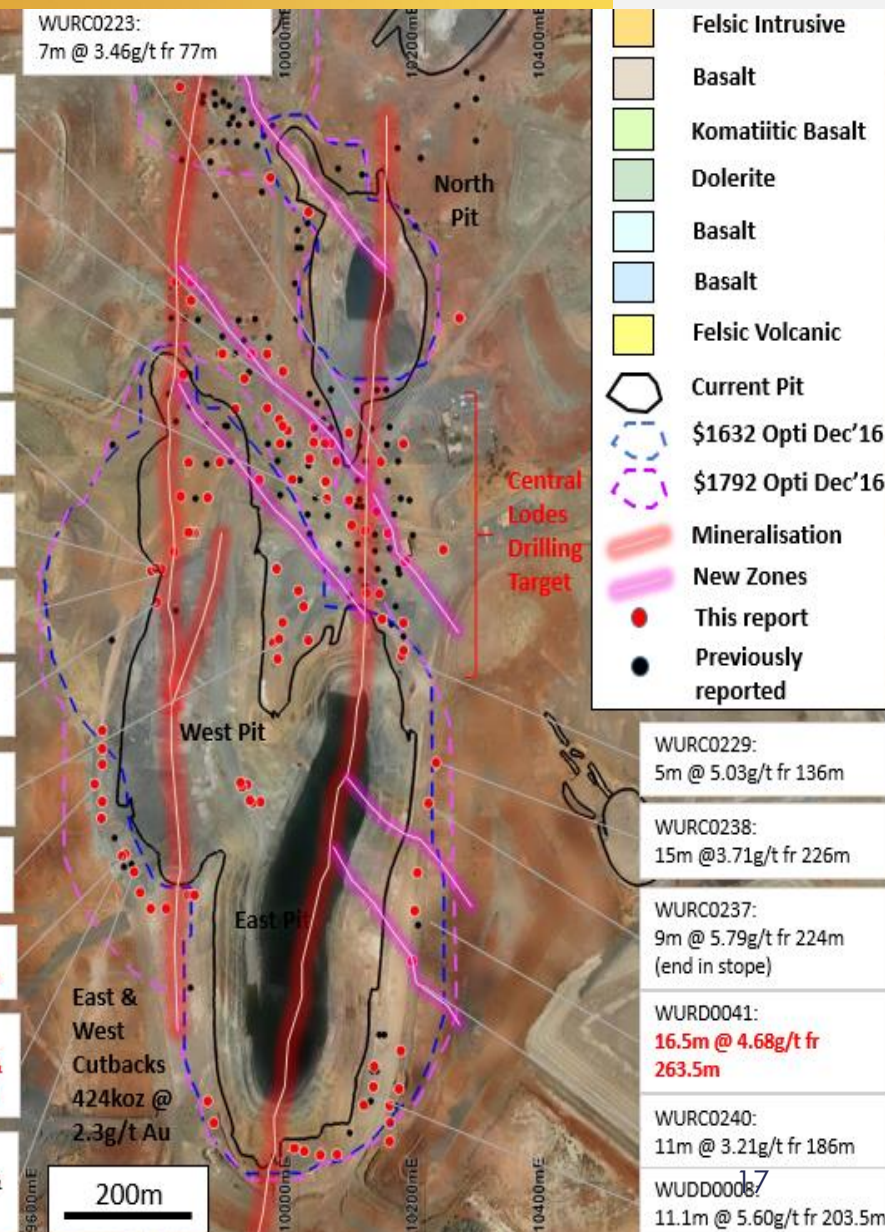 WURC0223:
7m @ 3.46g/t fr 77m
10000mE
10200mE
10400mE
North
Pit
Central
Lodes
Drilling
Target
West Pit
East Pit
East &
West
Cutbacks
424koz @
2.3g/t Au
200m
9600mE
10000mE
10200mE
10400mE
Felsic Intrusive
Basalt
Komatiitic Basalt
Dolerite
Basalt
Basalt
Felsic Volcanic
Current Pit
$1632 Opti Dec'16
$1792 Opti Dec'16
Mineralisation
New Zones
This report
Previously
reported
WURC0229:
5m @ 5.03g/t fr 136m
WURC0238:
15m @3.71g/t fr 226m
WURC0237:
9m @ 5.79g/t fr 224m
(end in stope)
WURD0041:
16.5m @ 4.68g/t fr
263.5m
WURC0240:
11m @ 3.21g/t fr 186m
WUDD0008:
11.1m @ 5.60g/t fr 203.5m
17